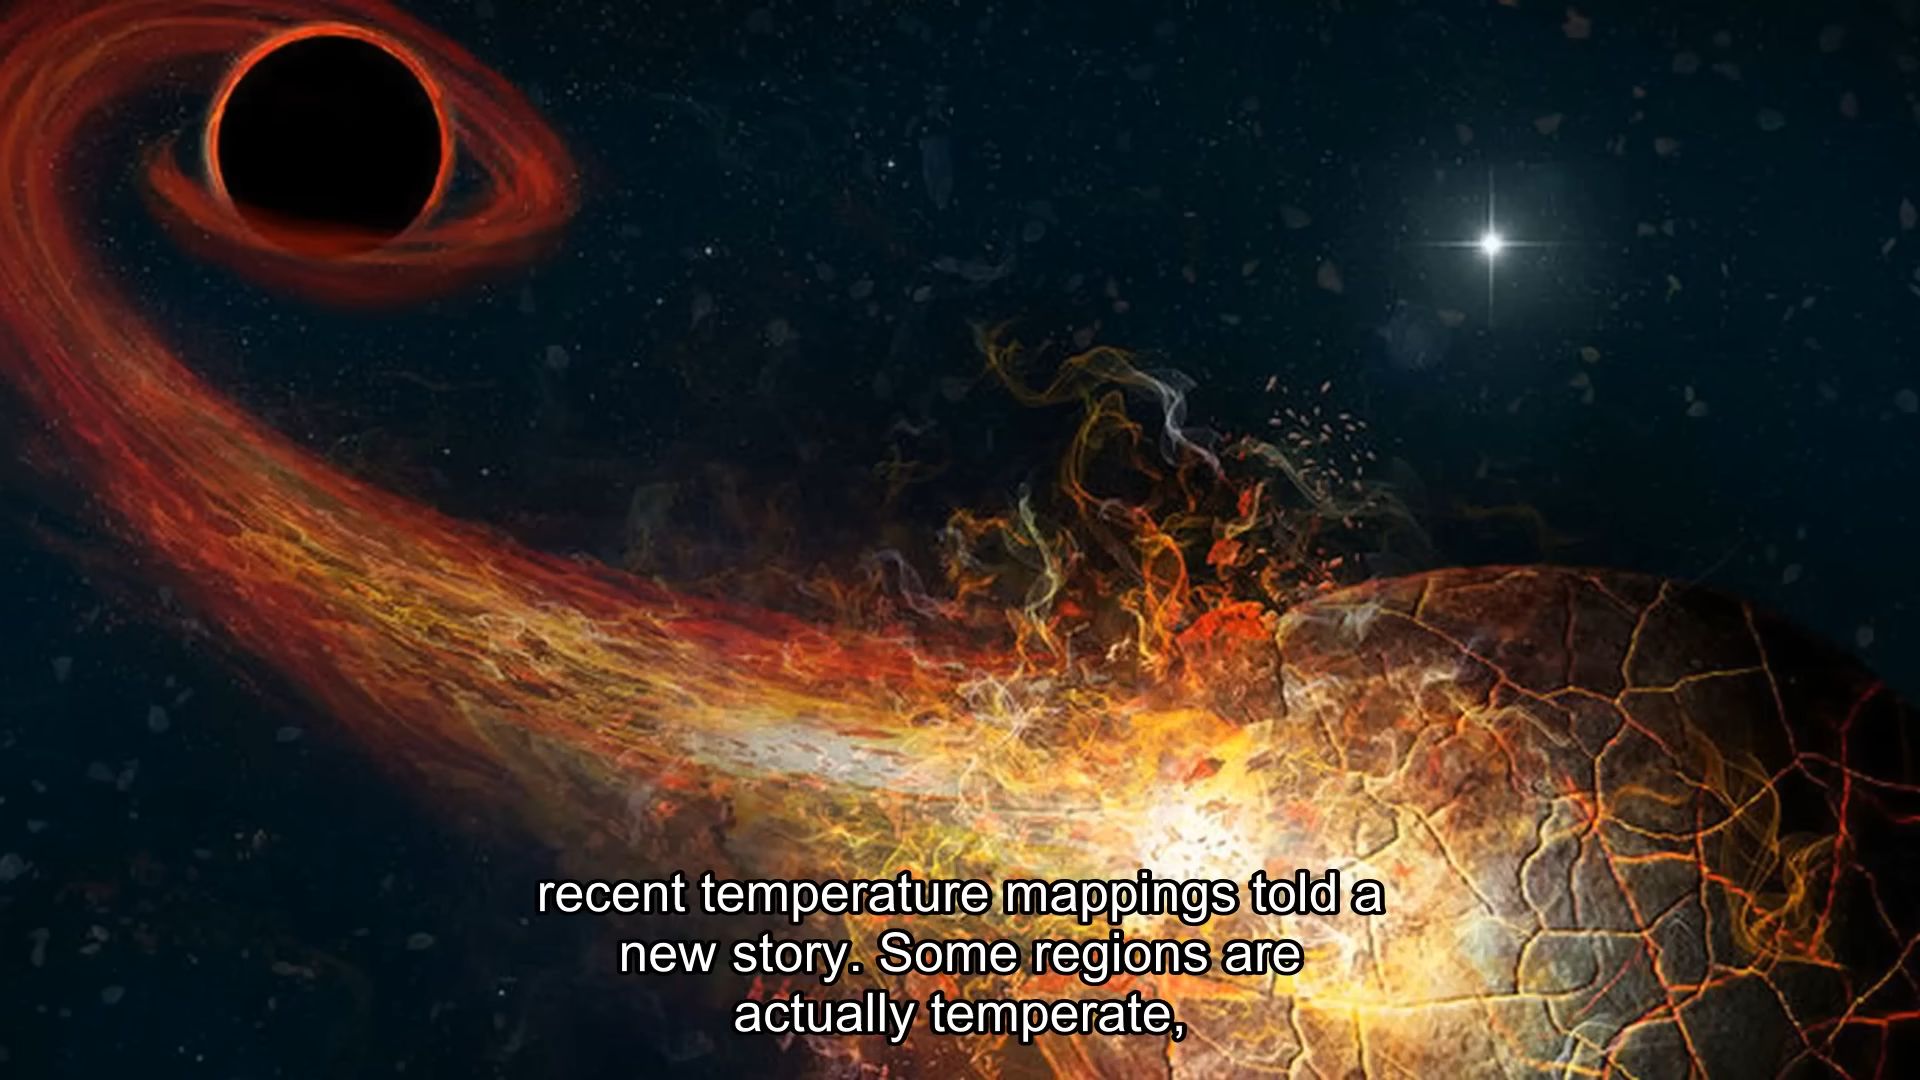 recent temperature mappings told a
new story. Some regions are
actually temperate,